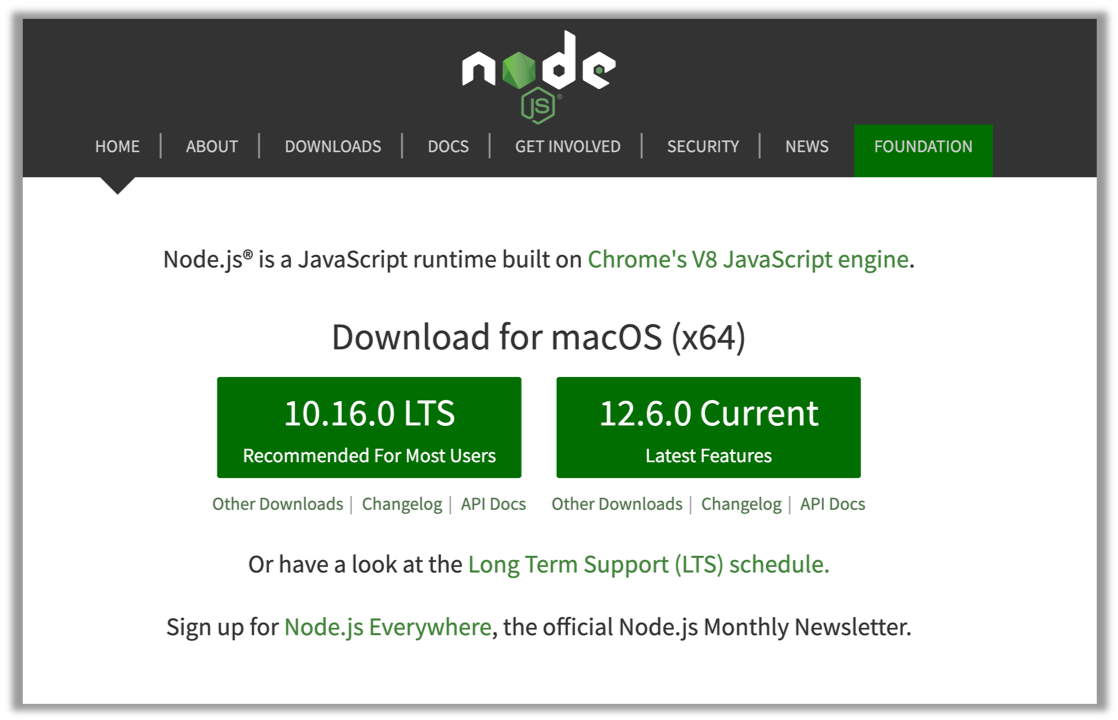 node
JS
HOME | ABOUT | DOWNLOADS | DOCS | GET INVOLVED | SECURITY | NEWS FOUNDATION
Node.js® is a JavaScript runtime built on Chrome's V8 JavaScript engine.
Download for macOS (x64)
10.16.0 LTS
Recommended For Most Users
12.6.0 Current
Latest Features
Other Downloads | Changelog | API Docs
Other Downloads | Changelog | API Docs
Or have a look at the Long Term Support (LTS) schedule.
Sign up for Node.js Everywhere, the official Node.js Monthly Newsletter.